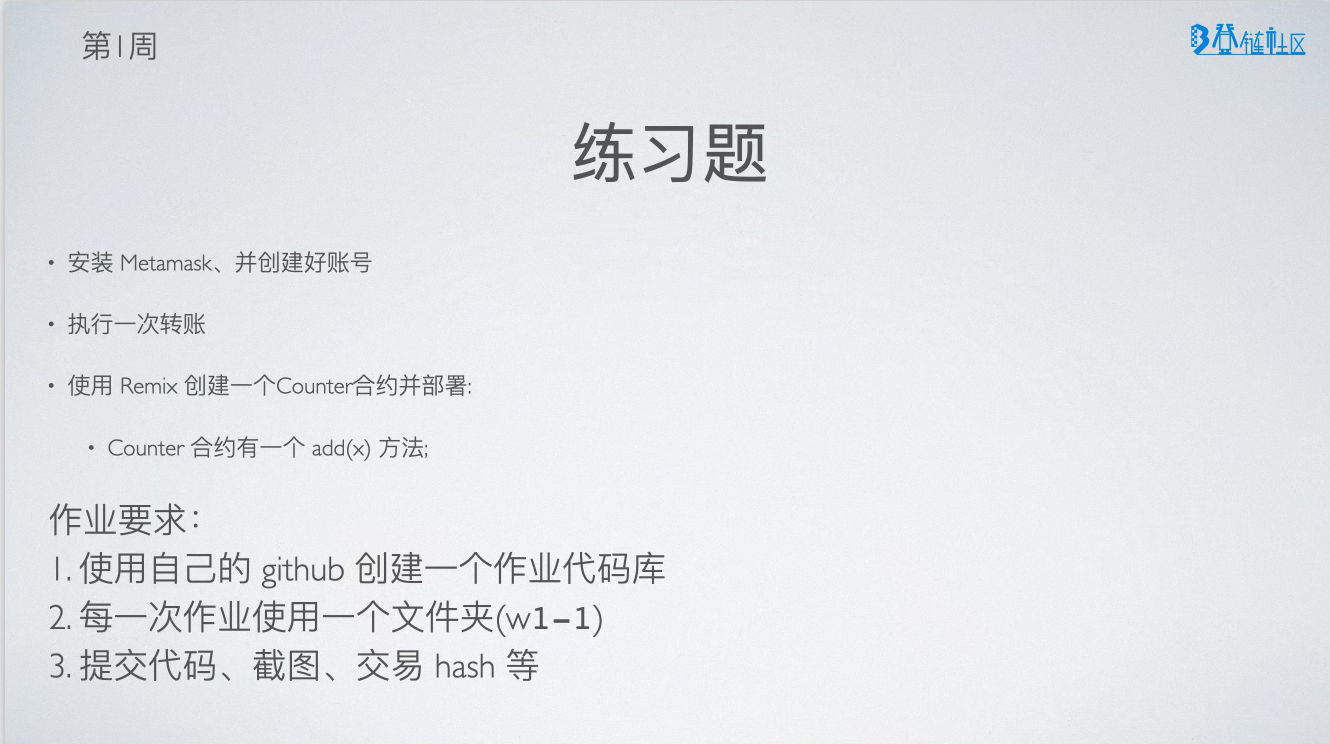 第1周
登链社区
练习题
• 安装 Metamask、并创建好账号
• 执行一次转账
• 使用 Remix 创建一个Counter合约并部署:
• Counter 合约有一个 add(x) 方法;
作业要求：
1. 使用自己的 github 创建一个作业代码库
2. 每一次作业使用一个文件夹(w1-1)
3. 提交代码、截图、交易 hash 等